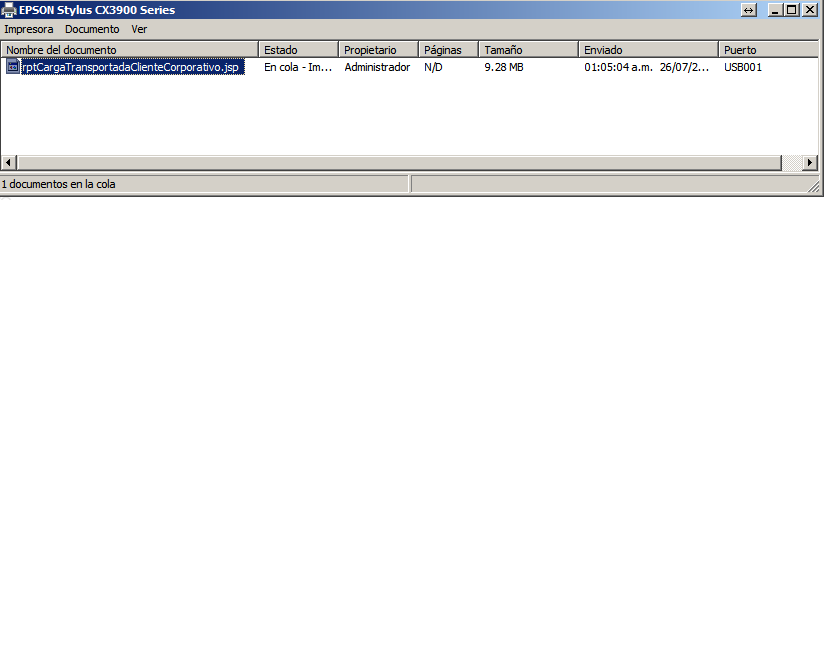 EPSON Stylus CX3900 Series
Impresora Documento Ver
Nombre del documento Estado Propietario Páginas Tamaño Enviado Puerto
rptCargaTransportadaClienteCorporativo.jsp En cola - Im... Administrador N/D 9.28 MB 01:05:04 a.m. 26/07/2... USB001
1 documentos en la cola